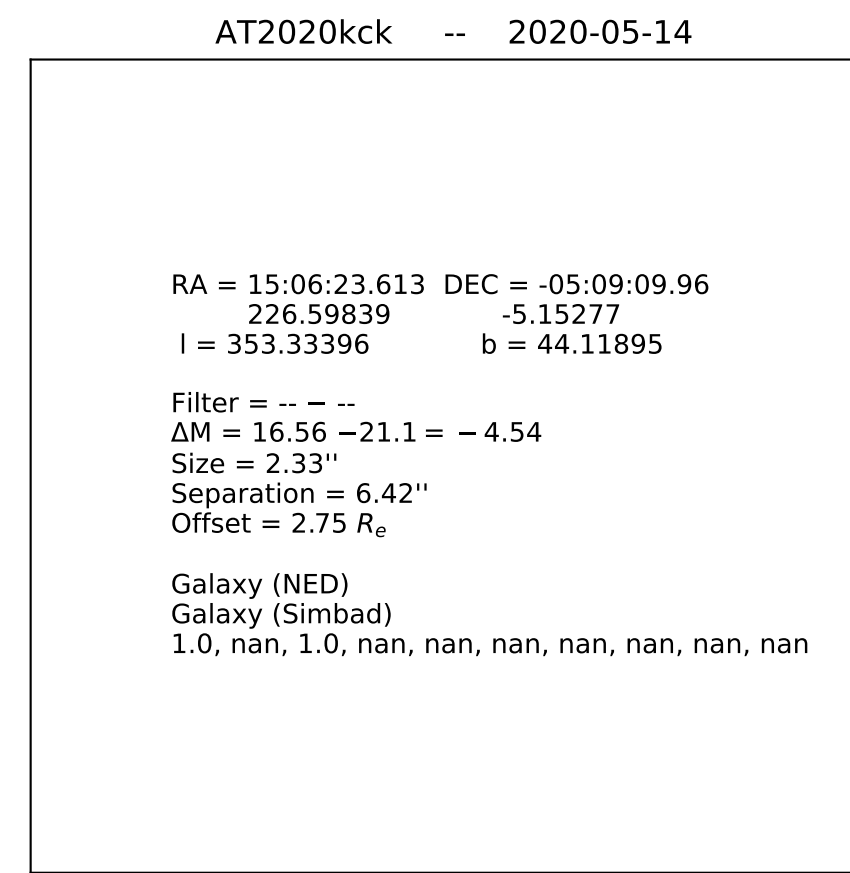 AT2020kck -- 2020-05-14
RA = 15:06:23.613 DEC = -05:09:09.96
226.59839 -5.15277
l = 353.33396 b = 44.11895
Filter = -- − --
ΔM = 16.56 −21.1 = −4.54
Size = 2.33''
Separation = 6.42''
Offset = 2.75 Re
Galaxy (NED)
Galaxy (Simbad)
1.0, nan, 1.0, nan, nan, nan, nan, nan, nan, nan